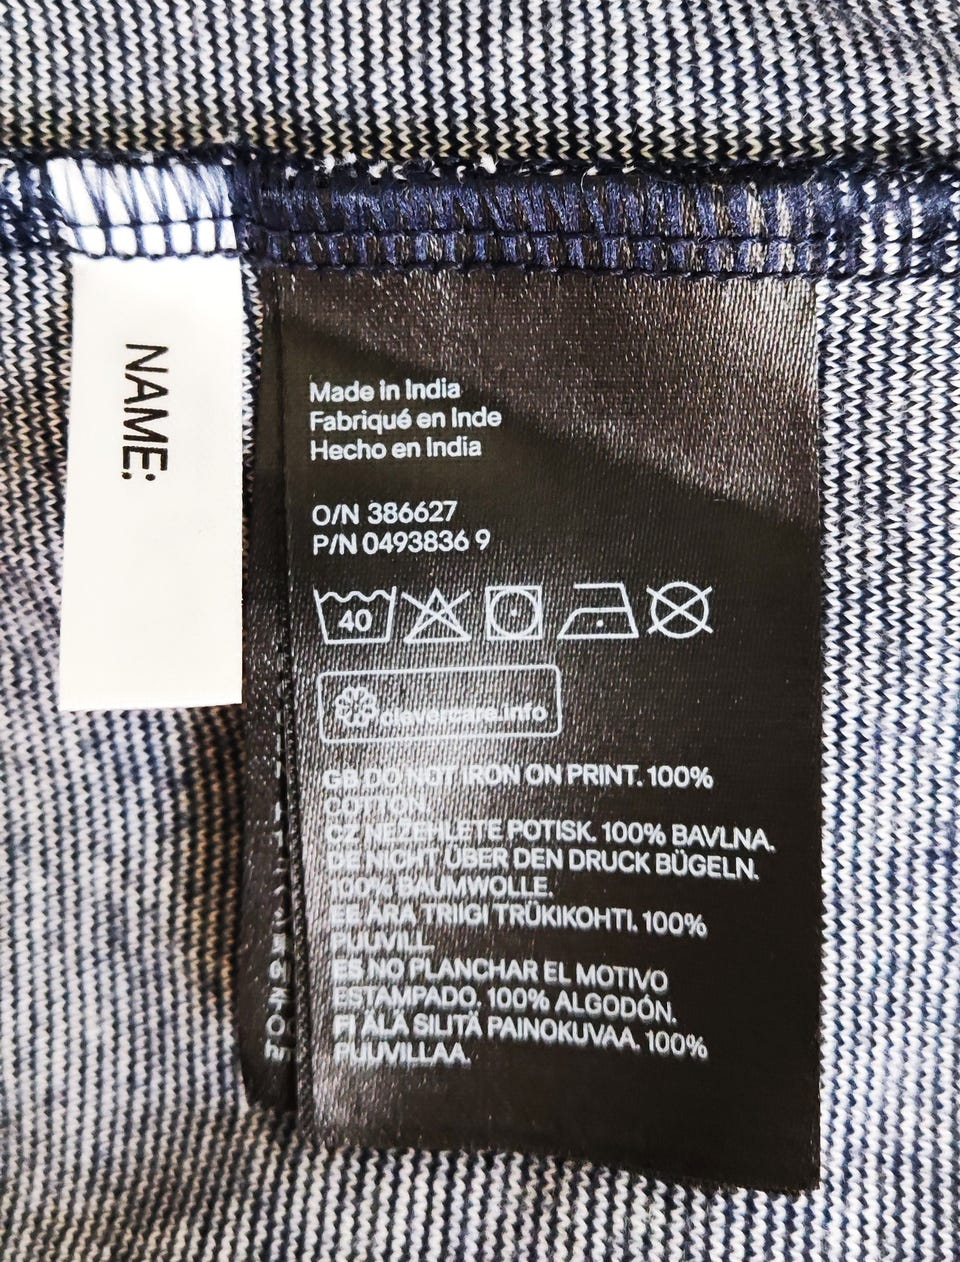 NAME:
Made in India
Fabriqué en Inde
Hecho en India
O/N 386627
P/N 0493836 9
40
clevercare.info
GB DO NOT IRON ON PRINT. 100%
COTTON
CZ NEZEHLETE POTISK. 100% BAVLNA.
DE NICHT ÜBER DEN DRUCK BÜGELN.
100% BAUMWOLLE.
EE ÄRA TRIIGI TRÜKIKOHTI. 100%
PUUVILL
ES NO PLANCHAR EL MOTIVO
ESTAMPADO. 100% ALGODÓN.
FI ÄLÄ SILITÄ PAINOKUVAA. 100%
PUUVILLAA.